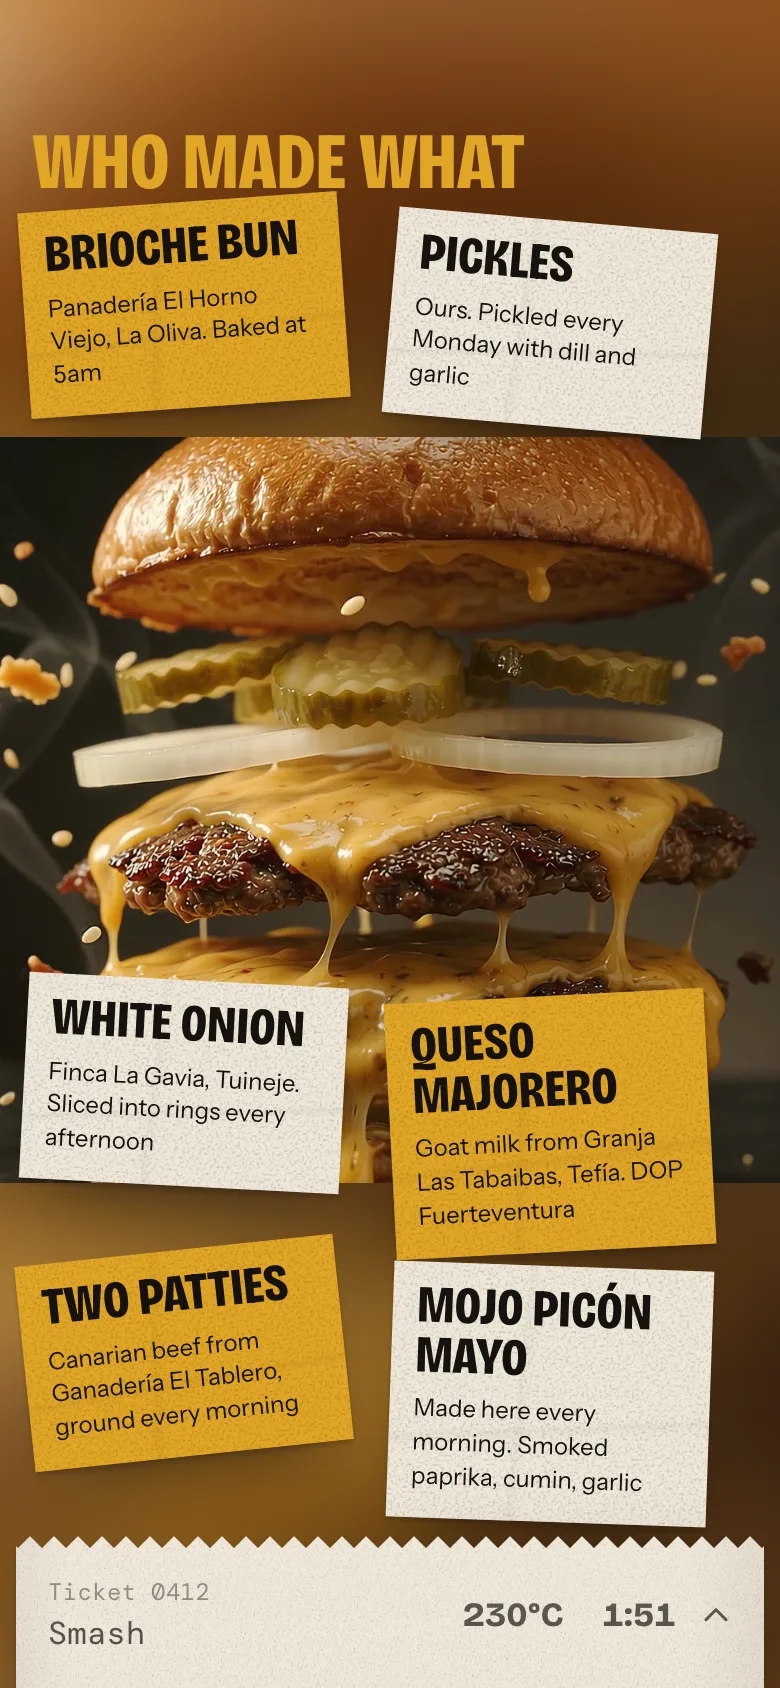 WHO MADE WHAT
BRIOCHE BUN
Panadería El Horno
Viejo, La Oliva. Baked at
5am
PICKLES
Ours. Pickled every
Monday with dill and
garlic
WHITE ONION
Finca La Gavia, Tuineje.
Sliced into rings every
afternoon
QUESO
MAJORERO
Goat milk from Granja
Las Tabaibas, Tefía. DOP
Fuerteventura
TWO PATTIES
Canarian beef from
Ganadería El Tablero,
ground every morning
MOJO PICÓN
MAYO
Made here every
morning. Smoked
paprika, cumin, garlic
Ticket 0412
Smash
230°C 1:51